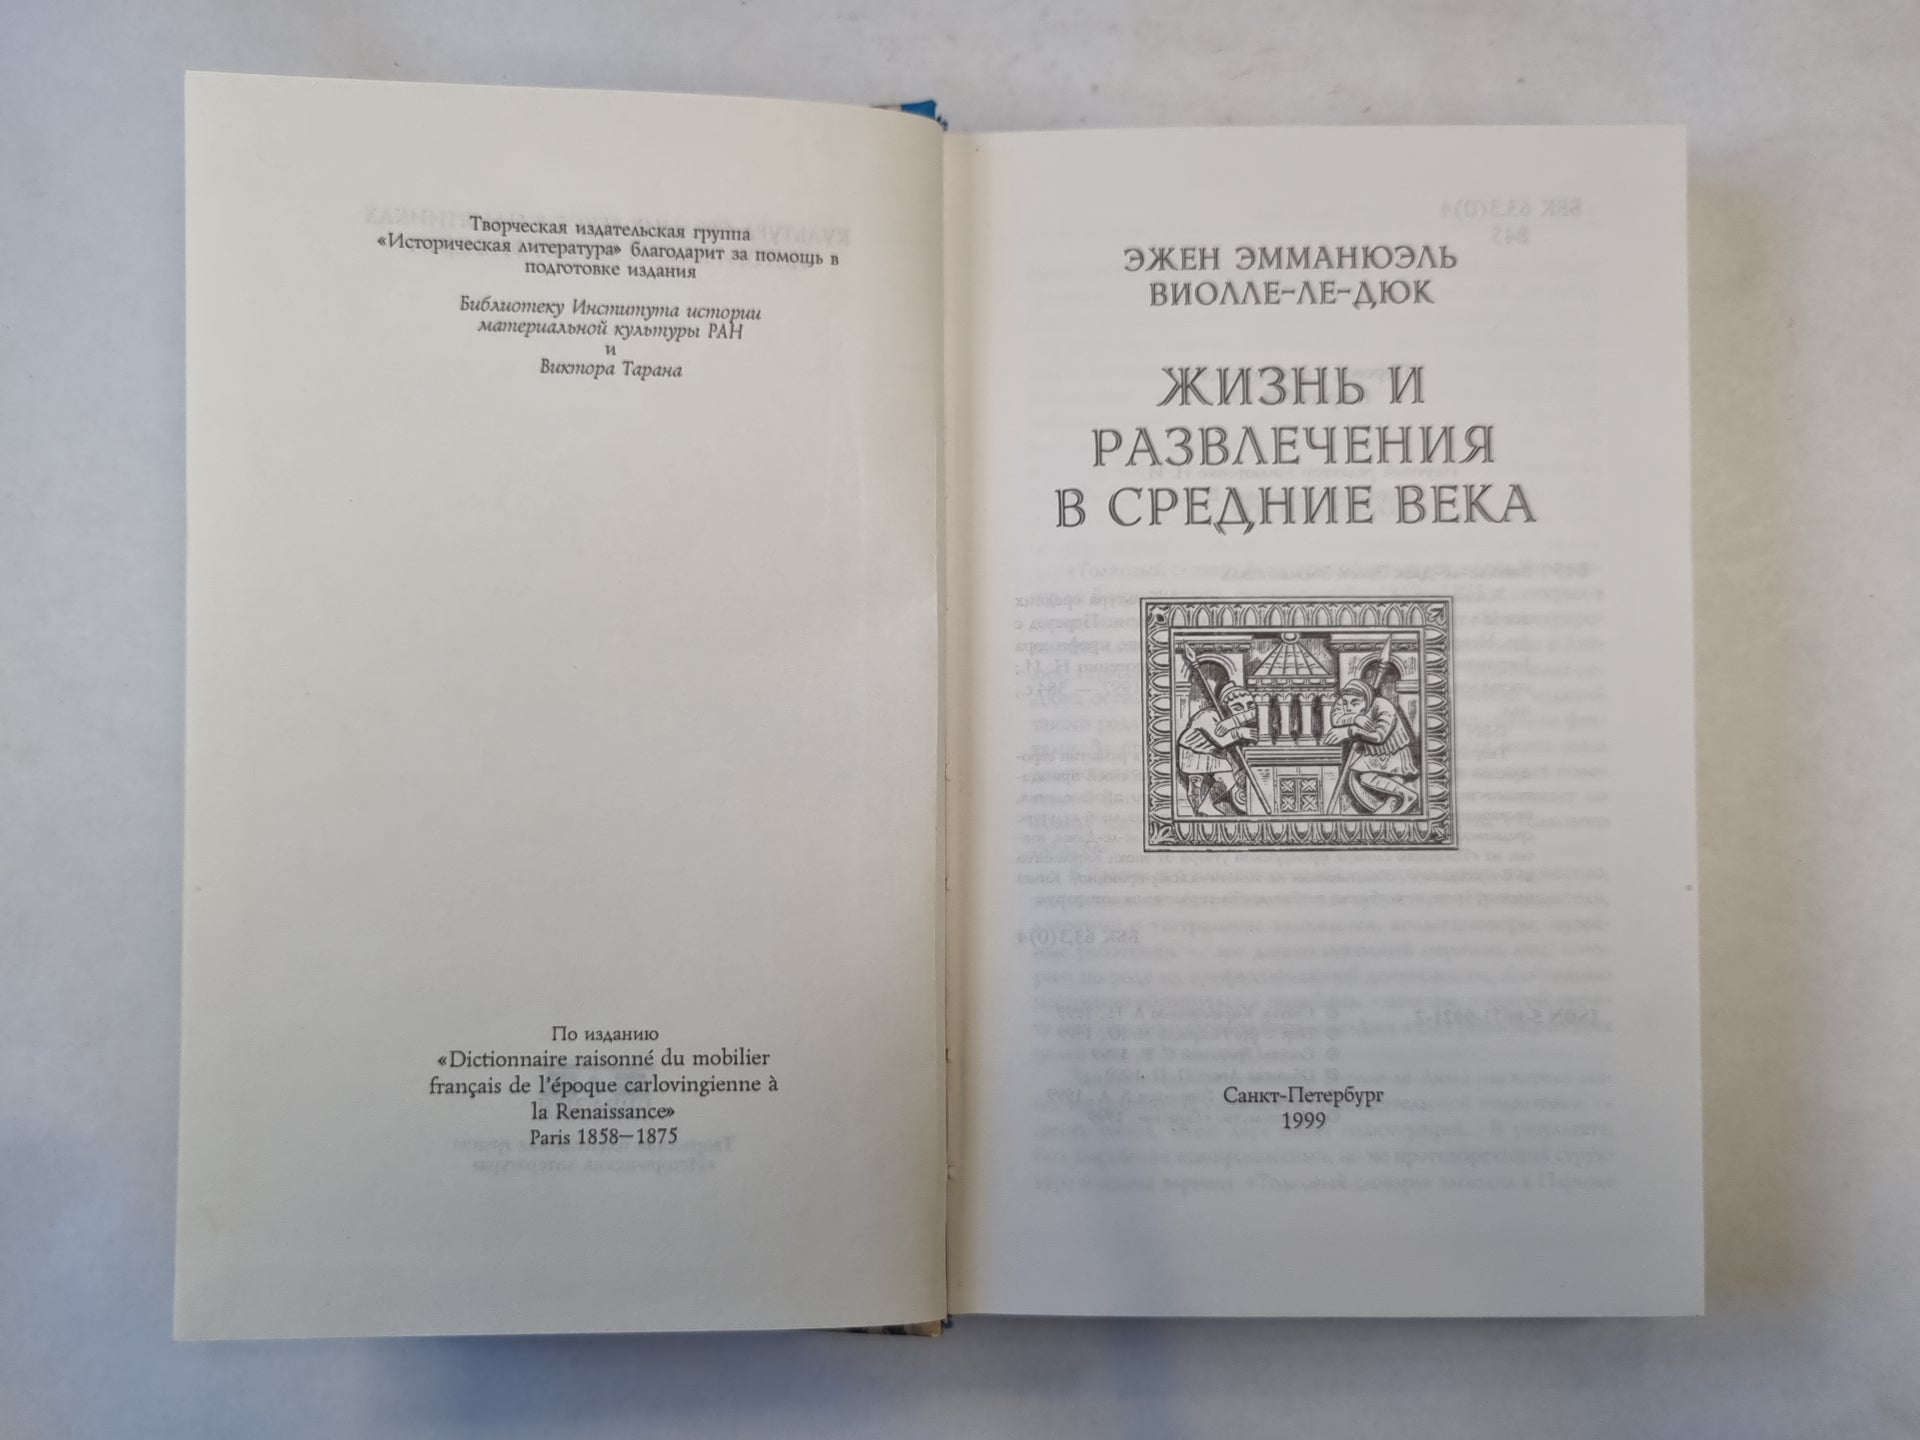 Творческая издательская группа
«Историческая литература» благодарит за помощь в
подготовке издания
Библиотеку Института истории
материальной культуры РАН
и
Виктора Тарана
По изданию
«Dictionnaire raisonné du mobilier
français de l'époque carlovingienne à
la Renaissance»
Paris 1858—1875
ЭЖЕН ЭММАНЮЭЛЬ
ВИОЛЛЕ-ЛЕ-ДЮК
ЖИЗНЬ И
РАЗВЛЕЧЕНИЯ
В СРЕДНИЕ ВЕКА
Санкт-Петербург
1999